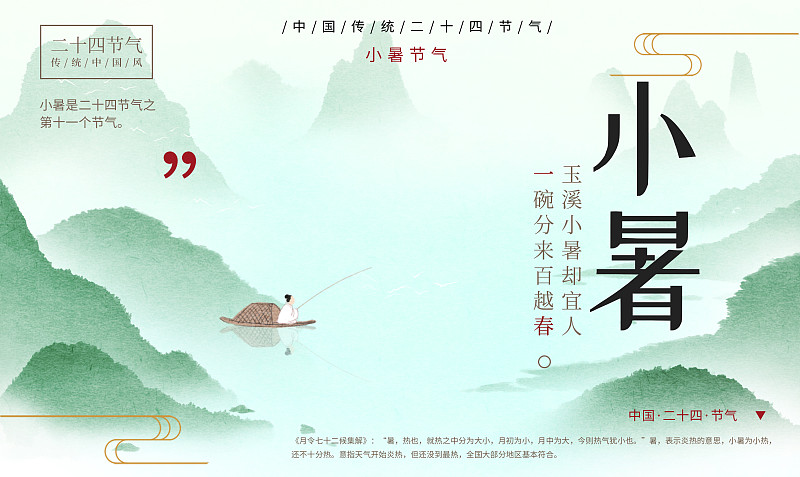 /中/国/传/统/二/十/四/节/气/
小暑节气
二十四节气
传/统/中/国/风
小暑是二十四节气之
第十一个节气。
小暑
玉溪小暑却宜人
一碗分来百越春
中国·二十四·节气
《月令七十二候集解》：“暑，热也，就热之中分为大小，月初为小，月中为大，今则热气犹小也。”暑，表示炎热的意思，小暑为小热，
还不十分热。意指天气开始炎热，但还没到最热，全国大部分地区基本符合。